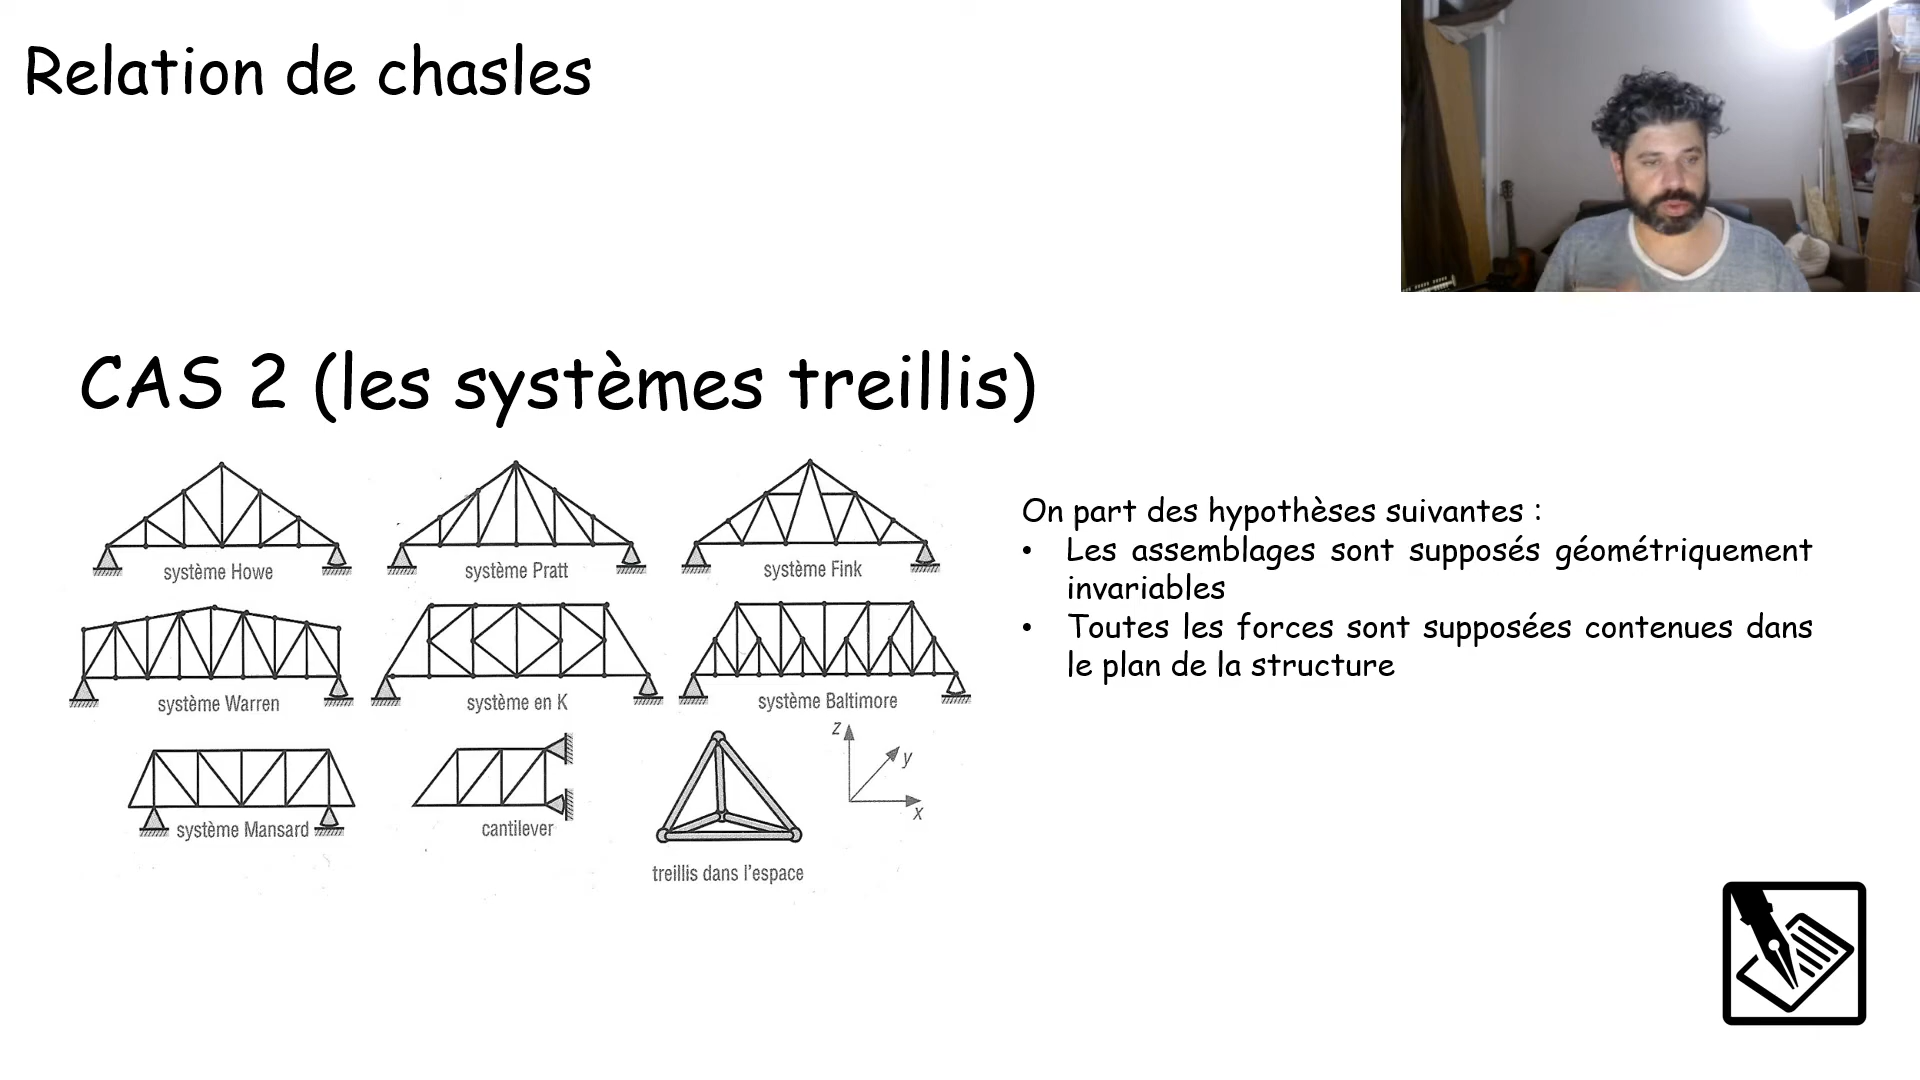 Relation de chasles
CAS 2 (les systèmes treillis)
système Howe
système Pratt
système Fink
système Warren
système en K
système Baltimore
système Mansard
cantilever
treillis dans l'espace
z
y
x
On part des hypothèses suivantes :
• Les assemblages sont supposés géométriquement
invariables
• Toutes les forces sont supposées contenues dans
le plan de la structure